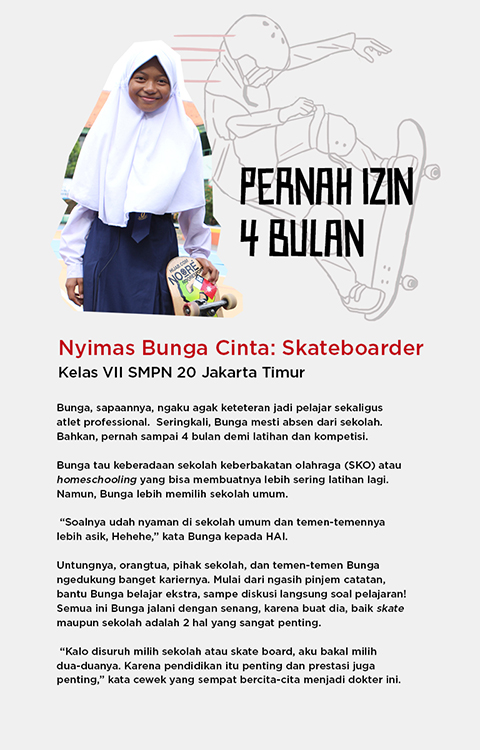 PERNAH IZIN
4 BULAN
NOORE
Nyimas Bunga Cinta: Skateboarder
Kelas VII SMPN 20 Jakarta Timur
Bunga, sapaannya, ngaku agak keteteran jadi pelajar sekaligus
atlet professional.  Seringkali, Bunga mesti absen dari sekolah.
Bahkan, pernah sampai 4 bulan demi latihan dan kompetisi.
Bunga tau keberadaan sekolah keberbakatan olahraga (SKO) atau
homeschooling yang bisa membuatnya lebih sering latihan lagi.
Namun, Bunga lebih memilih sekolah umum.
“Soalnya udah nyaman di sekolah umum dan temen-temennya
lebih asik, Hehehe,” kata Bunga kepada HAI.
Untungnya, orangtua, pihak sekolah, dan temen-temen Bunga
ngedukung banget kariernya. Mulai dari ngasih pinjem catatan,
bantu Bunga belajar ekstra, sampe diskusi langsung soal pelajaran!
Semua ini Bunga jalani dengan senang, karena buat dia, baik skate
maupun sekolah adalah 2 hal yang sangat penting.
“Kalo disuruh milih sekolah atau skate board, aku bakal milih
dua-duanya. Karena pendidikan itu penting dan prestasi juga
penting,” kata cewek yang sempat bercita-cita menjadi dokter ini.